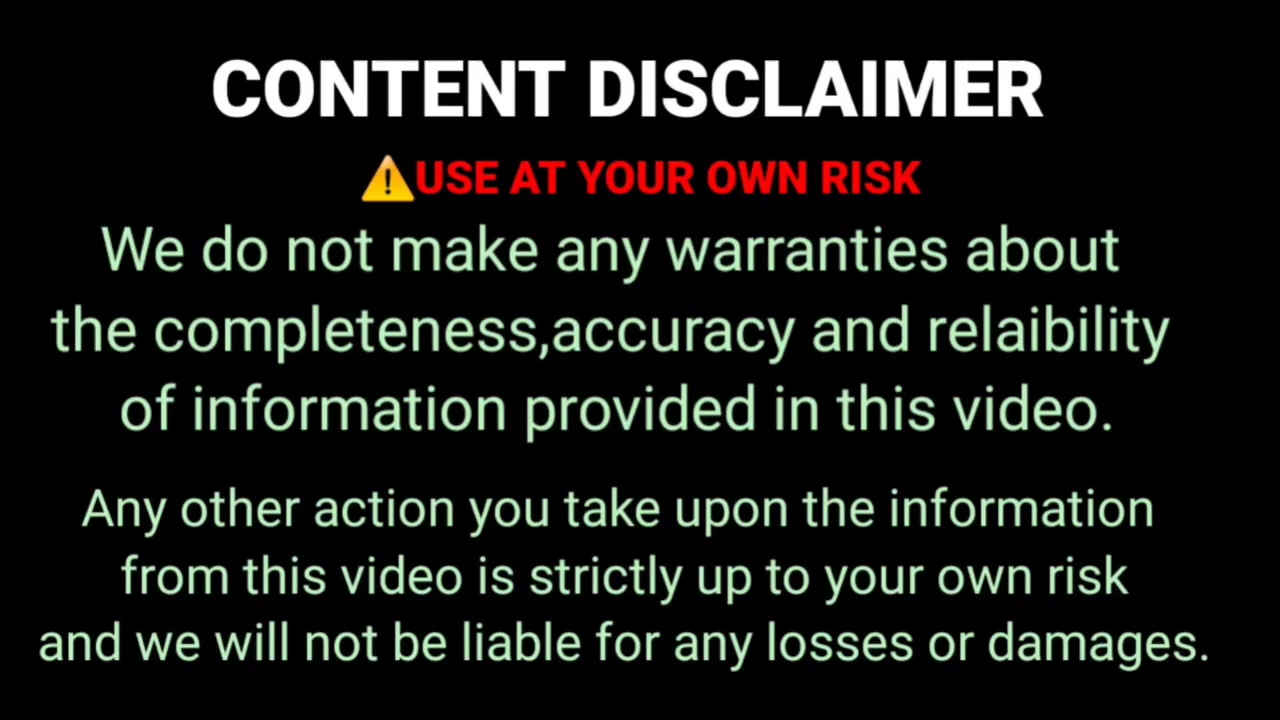 CONTENT DISCLAIMER
⚠️USE AT YOUR OWN RISK
We do not make any warranties about
the completeness,accuracy and relaibility
of information provided in this video.
Any other action you take upon the information
from this video is strictly up to your own risk
and we will not be liable for any losses or damages.